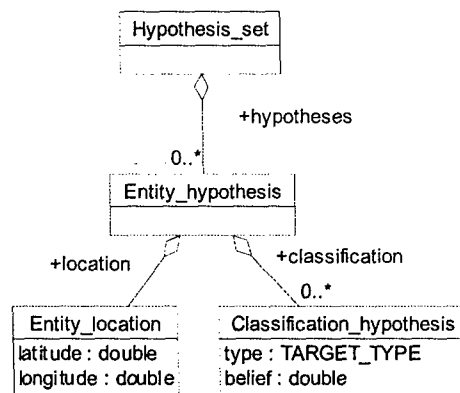 Hypothesis_set
+hypotheses
0..*
Entity_hypothesis
+location
+classification
0..*
Entity_location
latitude : double
longitude : double
Classification_hypothesis
type : TARGET_TYPE
belief : double